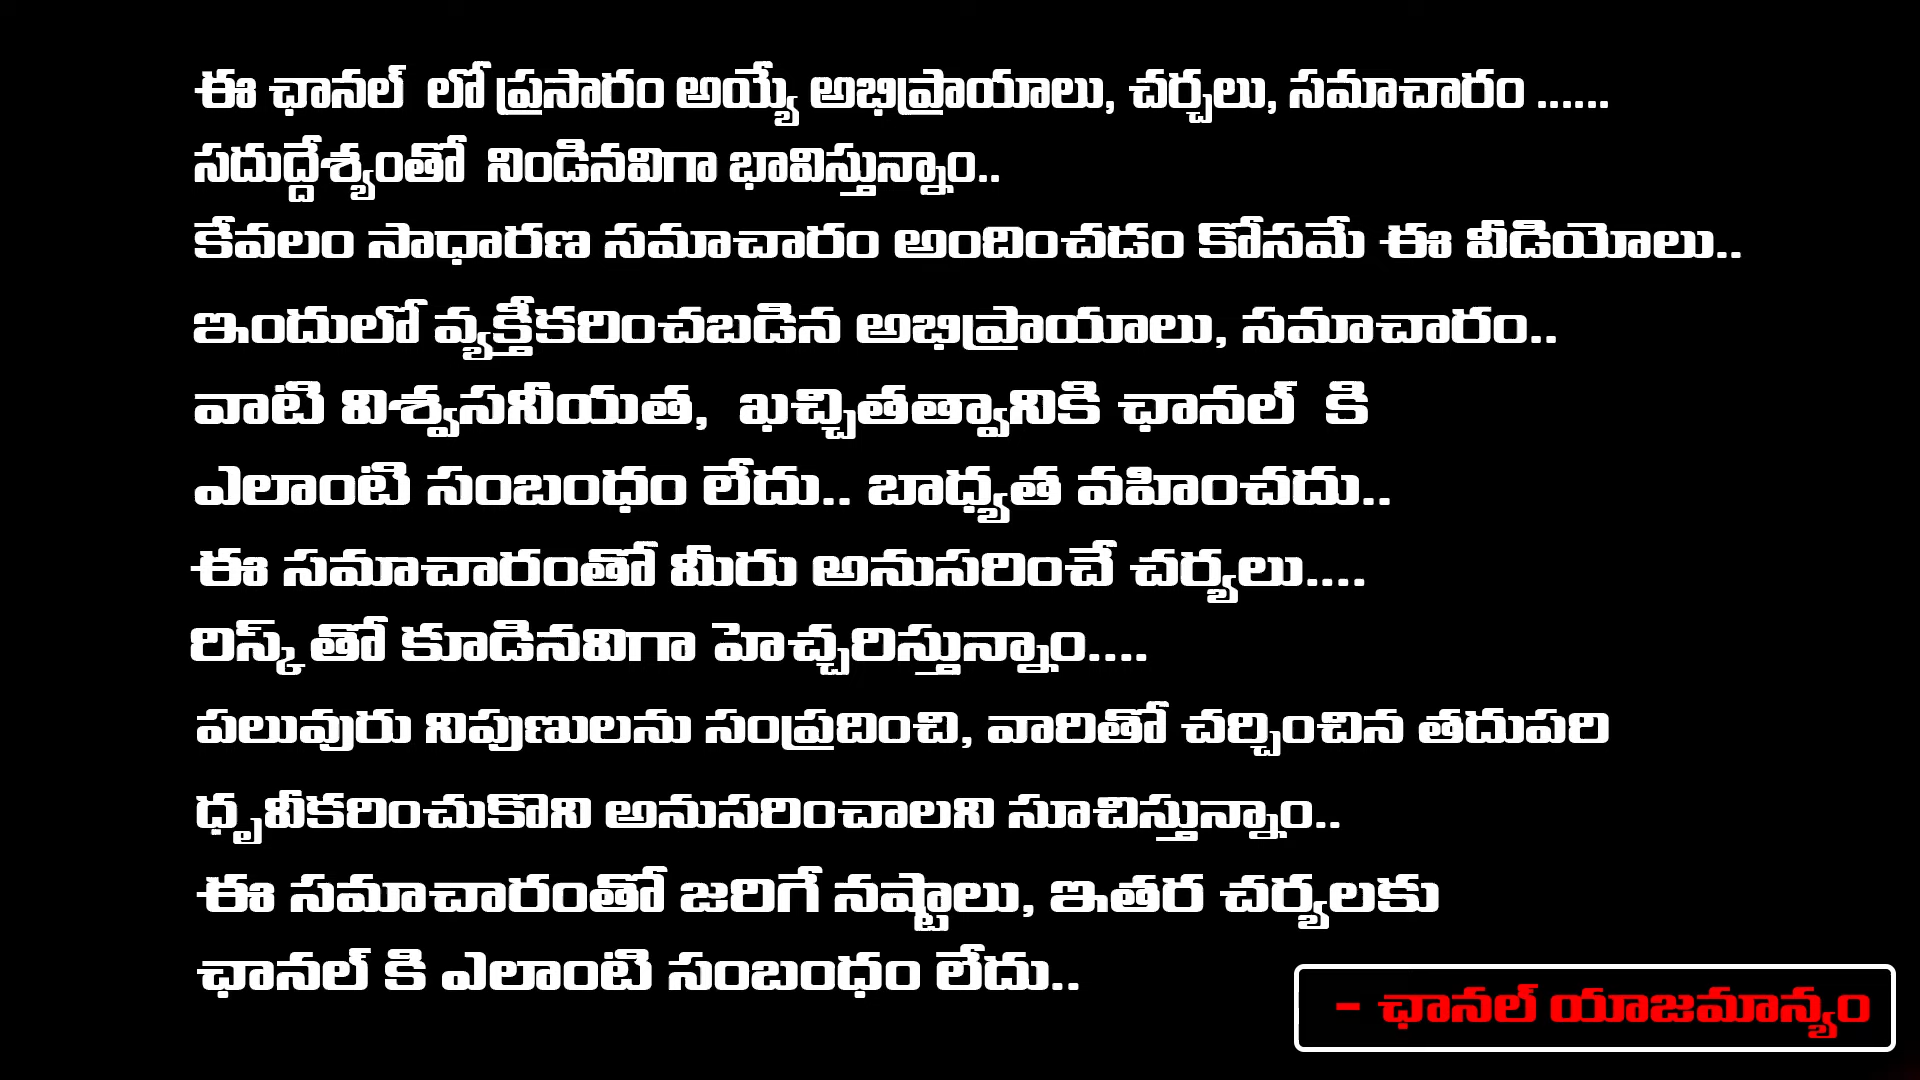 ఈ ఛానల్ లో ప్రసారం అయ్యే అభిప్రాయాలు, చర్చలు, సమాచారం ......
సదుద్దేశ్యంతో నిండినవిగా భావిస్తున్నాం..
కేవలం సాధారణ సమాచారం అందించడం కోసమే ఈ వీడియోలు..
ఇందులో వ్యక్తీకరించబడిన అభిప్రాయాలు, సమాచారం..
వాటి విశ్వసనీయత, ఖచ్చితత్వానికి ఛానల్ కి
ఎలాంటి సంబంధం లేదు.. బాధ్యత వహించదు..
ఈ సమాచారంతో మీరు అనుసరించే చర్యలు....
రిస్క్ తో కూడినవిగా హెచ్చరిస్తున్నాం....
పలువురు నిపుణులను సంప్రదించి, వారితో చర్చించిన తదుపరి
ధృవీకరించుకొని అనుసరించాలని సూచిస్తున్నాం..
ఈ సమాచారంతో జరిగే నష్టాలు, ఇతర చర్యలకు
ఛానల్ కి ఎలాంటి సంబంధం లేదు..
- ఛానల్ యాజమాన్యం